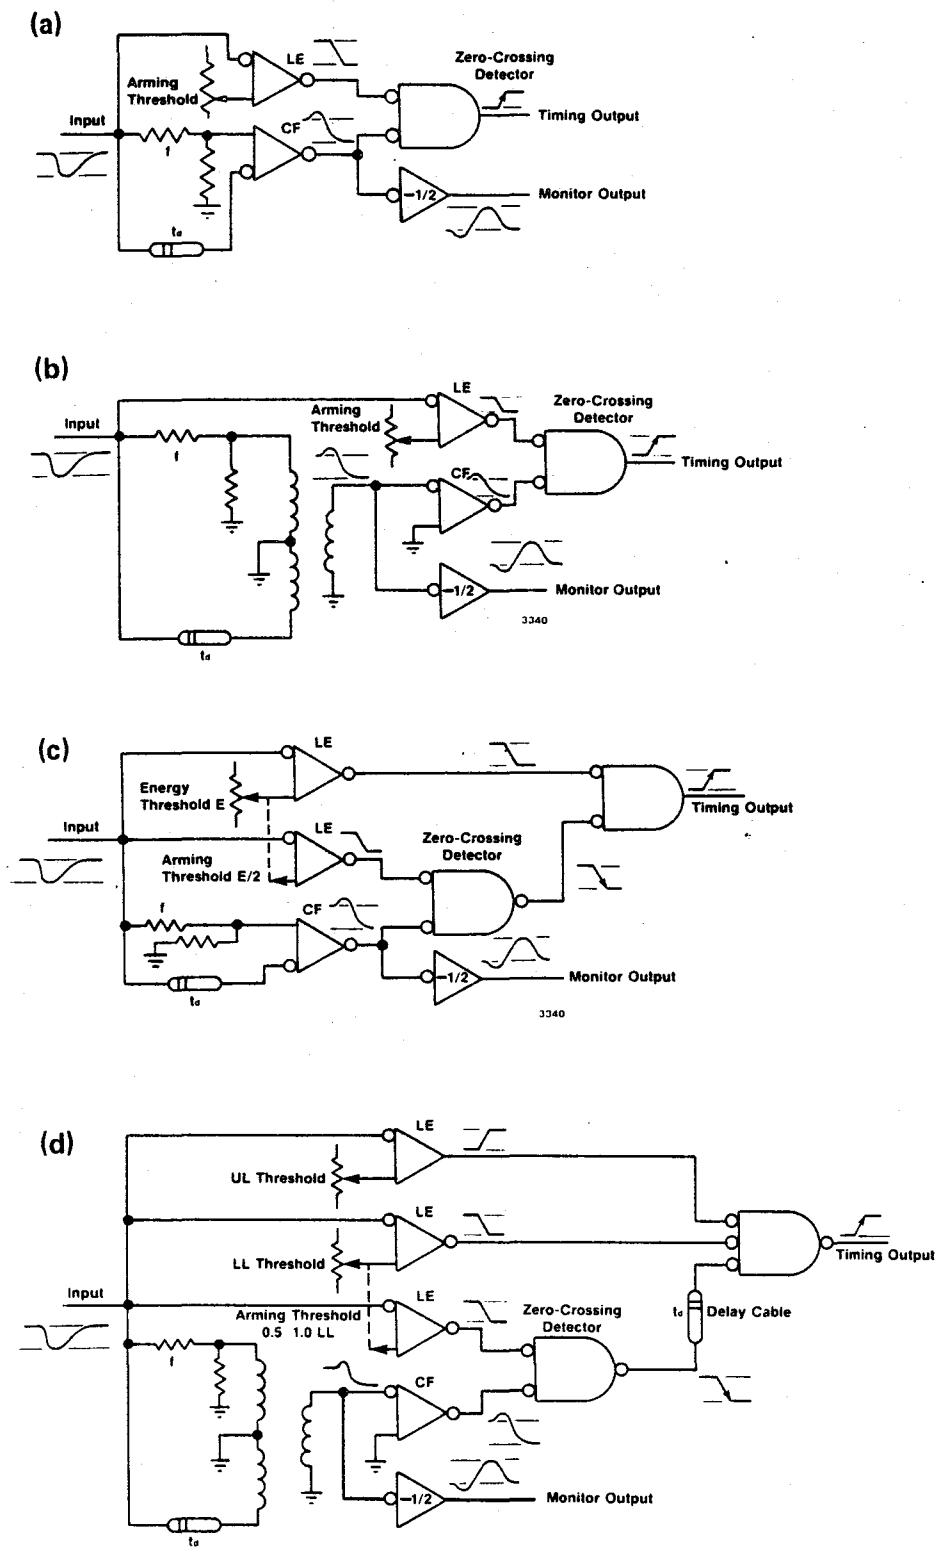 (a)
LE
Zero-Crossing
Detector
Arming
Threshold
Timing Output
Input
CF
f
-1/2
Monitor Output
td
(b)
LE
Arming
Threshold
Zero-Crossing
Detector
Input
f
Timing Output
CF
-1/2
Monitor Output
3340
td
(c)
LE
Energy
Threshold E
Timing Output
Input
LE
Zero-Crossing
Detector
Arming
Threshold E/2
f
CF
-1/2
Monitor Output
td
3340
(d)
LE
UL Threshold
LE
LL Threshold
Timing Output
Input
LE
Arming Threshold
0.5 1.0 LL
Zero-Crossing
Detector
td Delay Cable
f
CF
-1/2
Monitor Output
td